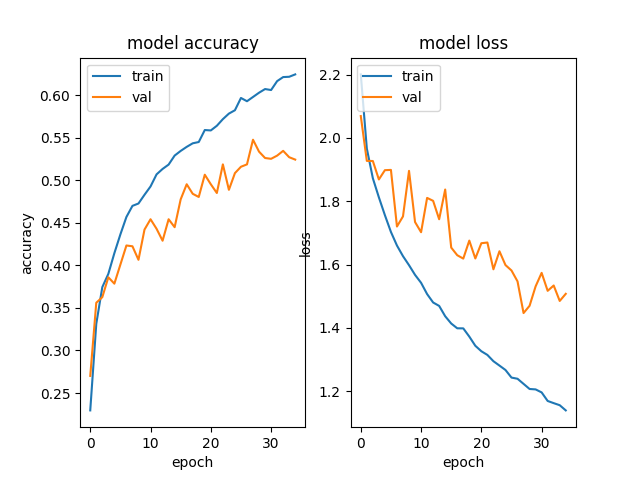 model accuracy
train
val
0.60
0.55
0.50
0.45
0.40
0.35
0.30
0.25
accuracy
0 10 20 30
epoch
model loss
train
val
2.2
2.0
1.8
1.6
1.4
1.2
loss
0 10 20 30
epoch